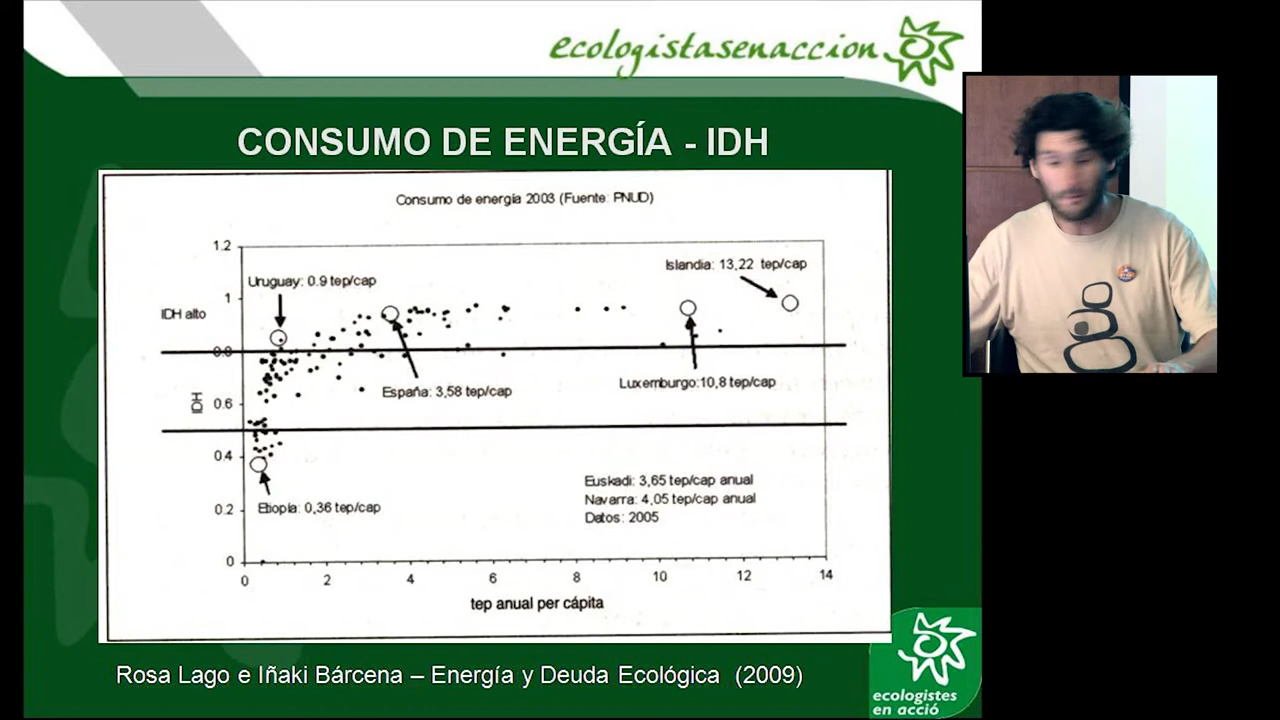 ecologistasenaccion
CONSUMO DE ENERGÍA - IDH
Consumo de energía 2003 (Fuente: PNUD)
1.2
Islandia: 13,22 tep/cap
Uruguay: 0.9 tep/cap
1
IDH alto
0.8
Luxemburgo:10,8 tep/cap
España: 3,58 tep/cap
IDH
0.6
0.4
Euskadi: 3,65 tep/cap anual
Navarra: 4,05 tep/cap anual
Datos: 2005
Etiopía: 0,36 tep/cap
0.2
0
0 2 4 6 8 10 12 14
tep anual per cápita
Rosa Lago e Iñaki Bárcena – Energía y Deuda Ecológica (2009)
ecologistes
en acció